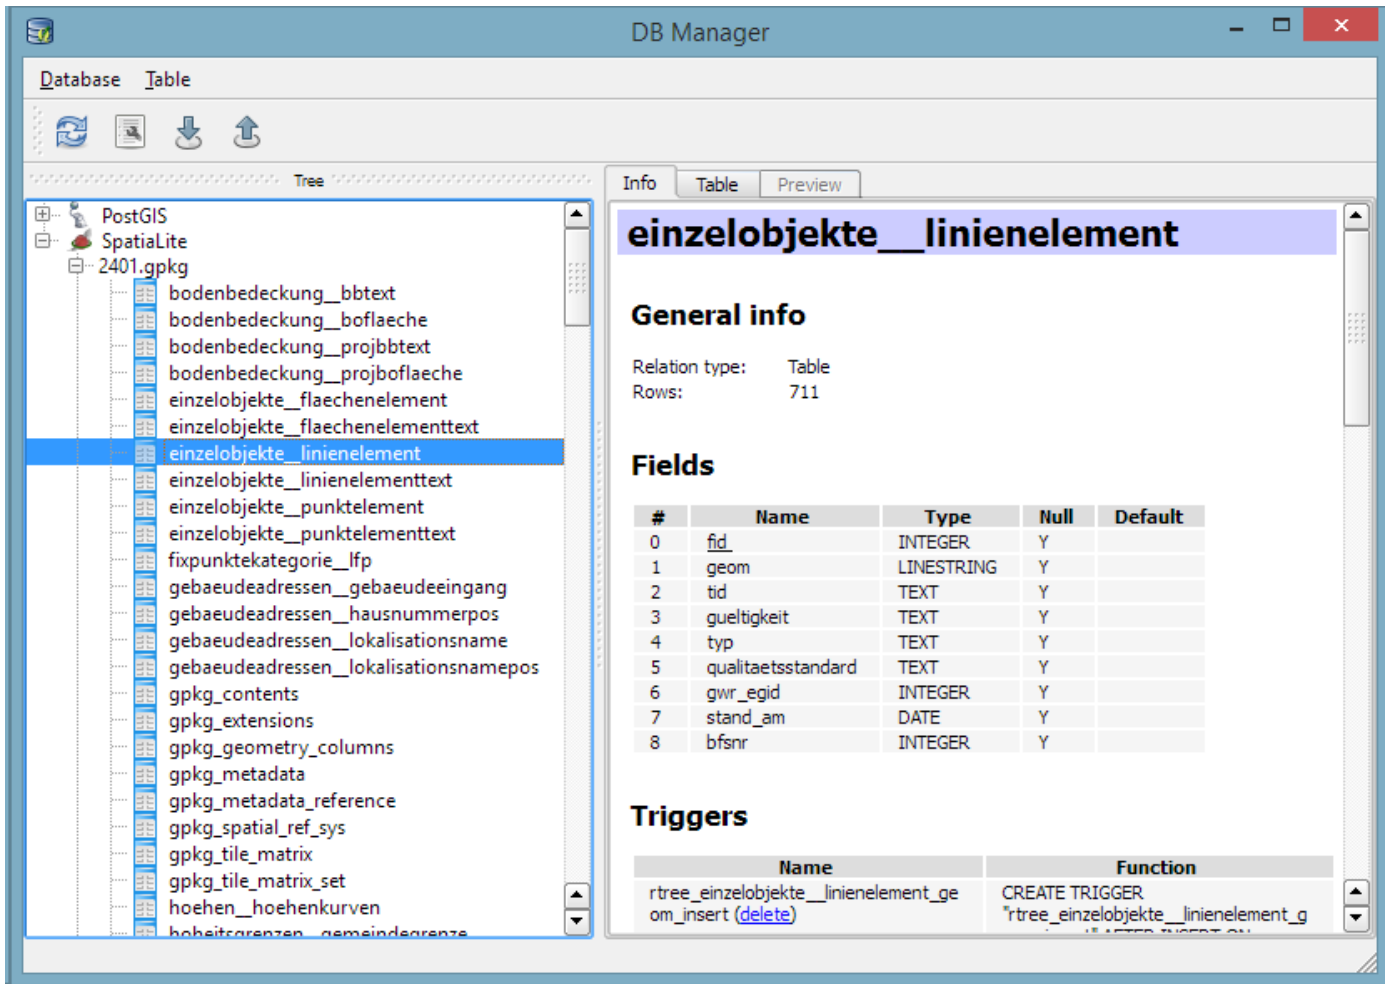 DB Manager
Database Table
Tree
PostGIS
SpatiaLite
2401.gpkg
bodenbedeckung__bbtext
bodenbedeckung__boflaeche
bodenbedeckung__projbbtext
bodenbedeckung__projboflaeche
einzelobjekte__flaechenelement
einzelobjekte__flaechenelementtext
einzelobjekte__linienelement
einzelobjekte__linienelementtext
einzelobjekte__punktelement
einzelobjekte__punktelementtext
fixpunktekategorie__lfp
gebaeudeadressen__gebaeudeeingang
gebaeudeadressen__hausnummerpos
gebaeudeadressen__lokalisationsname
gebaeudeadressen__lokalisationsnamepos
gpkg_contents
gpkg_extensions
gpkg_geometry_columns
gpkg_metadata
gpkg_metadata_reference
gpkg_spatial_ref_sys
gpkg_tile_matrix
gpkg_tile_matrix_set
hoehen__hoehenkurven
hoheitsgrenzen__gemeindegrenze
Info Table Preview
einzelobjekte__linienelement
General info
Relation type: Table
Rows: 711
Fields
# Name Type Null Default
0 fid INTEGER Y
1 geom LINESTRING Y
2 tid TEXT Y
3 gueltigkeit TEXT Y
4 typ TEXT Y
5 qualitaetsstandard TEXT Y
6 gwr_egid INTEGER Y
7 stand_am DATE Y
8 bfsnr INTEGER Y
Triggers
Name Function
rtree_einzelobjekte__linienelement_ge CREATE TRIGGER
om_insert (delete) "rtree_einzelobjekte__linienelement_g
AFTER INSERT ON